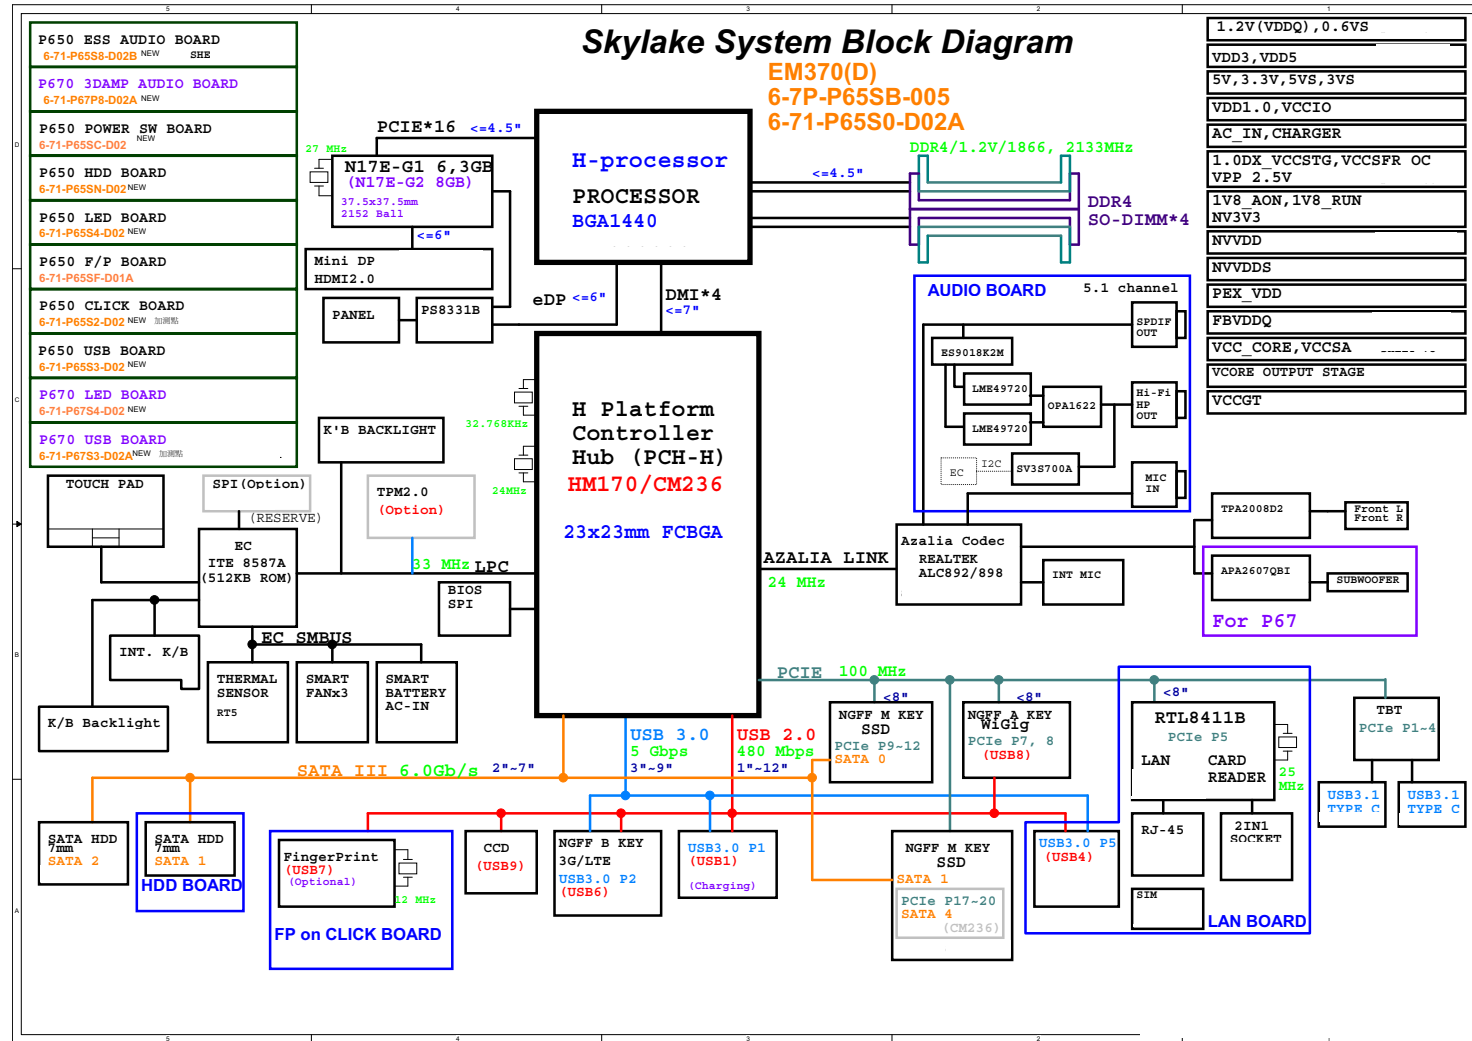 5 4 3 2 1
Skylake System Block Diagram
EM370(D)
6-7P-P65SB-005
6-71-P65S0-D02A
P650 ESS AUDIO BOARD
6-71-P65S8-D02B NEW SHE
P670 3DAMP AUDIO BOARD
6-71-P67P8-D02A NEW
P650 POWER SW BOARD
6-71-P65SC-D02 NEW
P650 HDD BOARD
6-71-P65SN-D02 NEW
P650 LED BOARD
6-71-P65S4-D02 NEW
P650 F/P BOARD
6-71-P65SF-D01A
P650 CLICK BOARD
6-71-P65S2-D02 NEW
P650 USB BOARD
6-71-P65S3-D02 NEW
P670 LED BOARD
6-71-P67S4-D02 NEW
P670 USB BOARD
6-71-P67S3-D02A NEW
1.2V(VDDQ),0.6VS
VDD3,VDD5
5V,3.3V,5VS,3VS
VDD1.0,VCCIO
AC_IN,CHARGER
1.0DX_VCCSTG,VCCSFR OC
VPP 2.5V
1V8_AON,1V8_RUN
NV3V3
NVVDD
NVVDDS
PEX_VDD
FBVDDQ
VCC_CORE,VCCSA
VCORE OUTPUT STAGE
VCCGT
PCIE*16 <=4.5"
27 MHz
N17E-G1 6,3GB
(N17E-G2 8GB)
37.5x37.5mm
2152 Ball
<=6"
Mini DP
HDMI2.0
PANEL
PS8331B
eDP <=6"
H-processor
PROCESSOR
BGA1440
DMI*4
<=7"
<=4.5"
DDR4/1.2V/1866, 2133MHz
DDR4
SO-DIMM*4
AUDIO BOARD
5.1 channel
SPDIF
OUT
ES9018K2M
LME49720
LME49720
OPA1622
Hi-Fi
HP
OUT
EC
I2C
SV3S700A
MIC
IN
H Platform
Controller
Hub (PCH-H)
HM170/CM236
23x23mm FCBGA
32.768KHz
24MHz
K'B BACKLIGHT
TOUCH PAD
SPI(Option)
(RESERVE)
TPM2.0
(Option)
EC
ITE 8587A
(512KB ROM)
33 MHz LPC
BIOS
SPI
AZALIA LINK
24 MHz
Azalia Codec
REALTEK
ALC892/898
INT MIC
TPA2008D2
Front L
Front R
APA2607QBI
SUBWOOFER
For P67
INT. K/B
EC SMBUS
THERMAL
SENSOR
RT5
SMART
FANx3
SMART
BATTERY
AC-IN
K/B Backlight
PCIE 100 MHz
<8"
<8"
<8"
NGFF M KEY
SSD
PCIe P9~12
SATA 0
NGFF A KEY
WiGig
PCIe P7, 8
(USB8)
RTL8411B
PCIe P5
LAN
CARD
READER
25
MHz
TBT
PCIe P1~4
USB3.1
TYPE C
USB3.1
TYPE C
USB 3.0
5 Gbps
3"~9"
USB 2.0
480 Mbps
1"~12"
SATA III 6.0Gb/s 2"~7"
SATA HDD
7mm
SATA 2
SATA HDD
7mm
SATA 1
HDD BOARD
FingerPrint
(USB7)
(Optional)
12 MHz
FP on CLICK BOARD
CCD
(USB9)
NGFF B KEY
3G/LTE
USB3.0 P2
(USB6)
USB3.0 P1
(USB1)
(Charging)
NGFF M KEY
SSD
SATA 1
PCIe P17~20
SATA 4
(CM236)
USB3.0 P5
(USB4)
RJ-45
2IN1
SOCKET
SIM
LAN BOARD
D
C
B
A
5 4 3 2